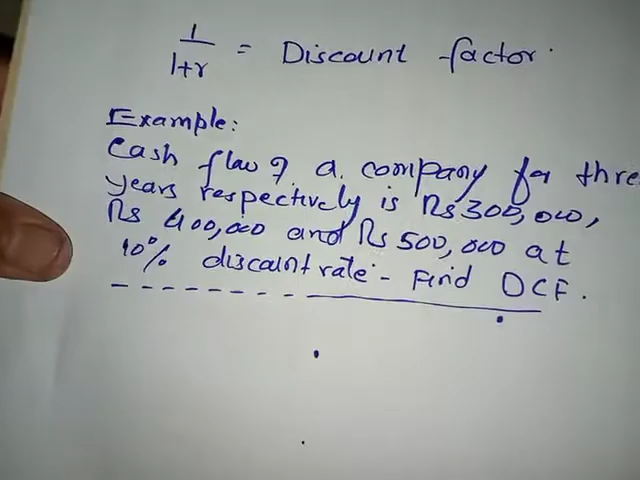 1/1+r = Discount factor.
Example:
Cash flow of a company for thre
years respectively is Rs 300,000,
Rs 400,000 and Rs 500,000 at
10% discount rate - Find DCF.